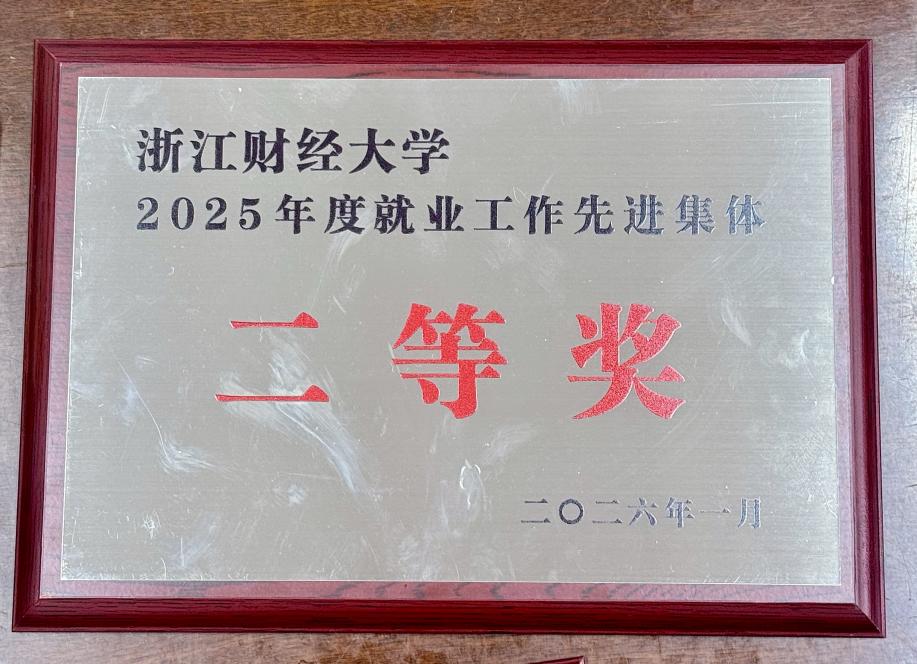 浙江财经大学
2025年度就业工作先进集体
二等奖
二〇二六年一月